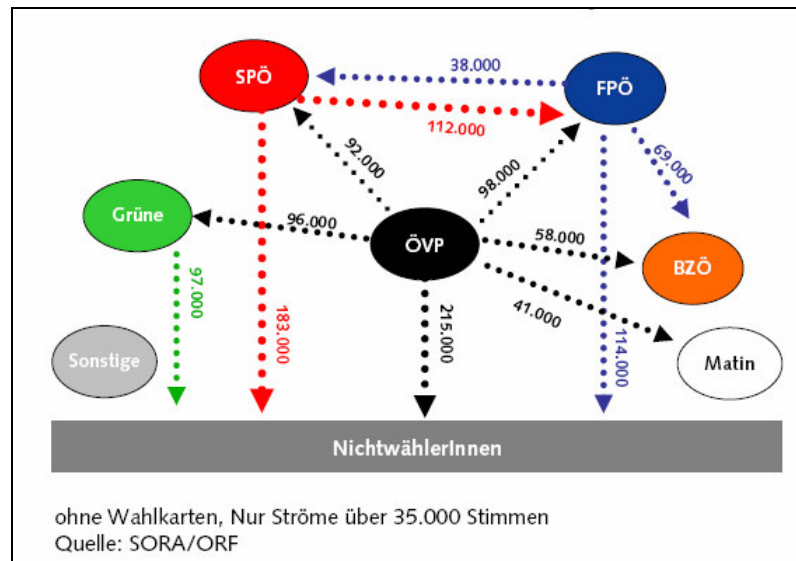 SPÖ
38.000
FPÖ
112.000
92.000
98.000
69.000
Grüne
96.000
ÖVP
58.000
BZÖ
97.000
183.000
215.000
41.000
114.000
Sonstige
Matin
NichtwählerInnen
ohne Wahlkarten, Nur Ströme über 35.000 Stimmen
Quelle: SORA/ORF